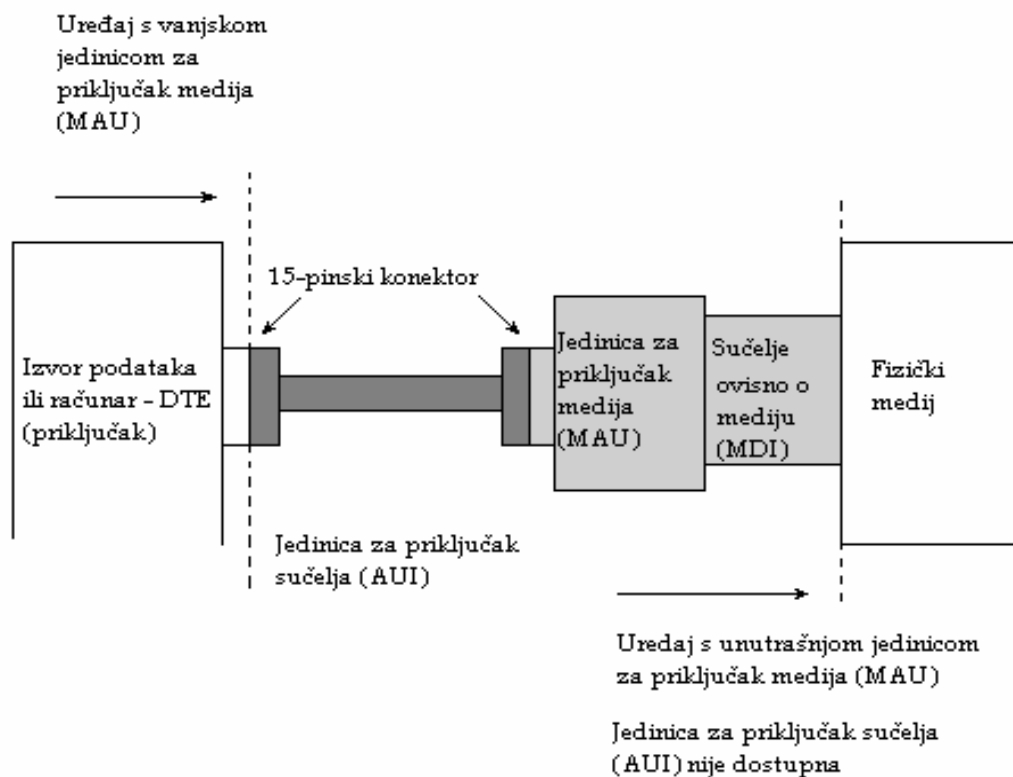 Uređaj s vanjskom
jedinicom za
priključak medija
(MAU)
15-pinski konektor
Izvor podataka
ili računar - DTE
(priključak)
Jedinica za
priključak
medija
(MAU)
Sučelje
ovisno o
mediju
(MDI)
Fizički
medij
Jedinica za priključak
sučelja (AUI)
Uredaj s unutrašnjom jedinicom
za priključak medija (MAU)
Jedinica za priključak sučelja
(AUI) nije dostupna